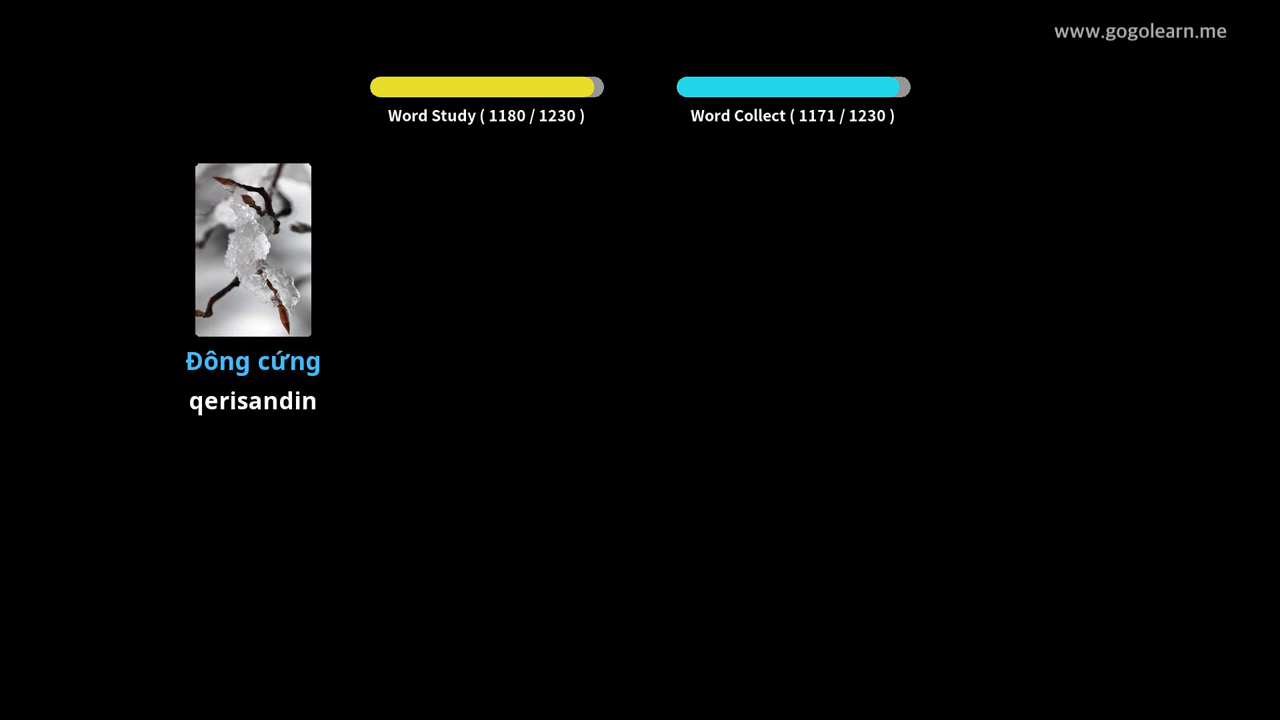 www.gogolearn.me
Word Study ( 1180 / 1230 )
Word Collect ( 1171 / 1230 )
Đông cứng
qerisandin